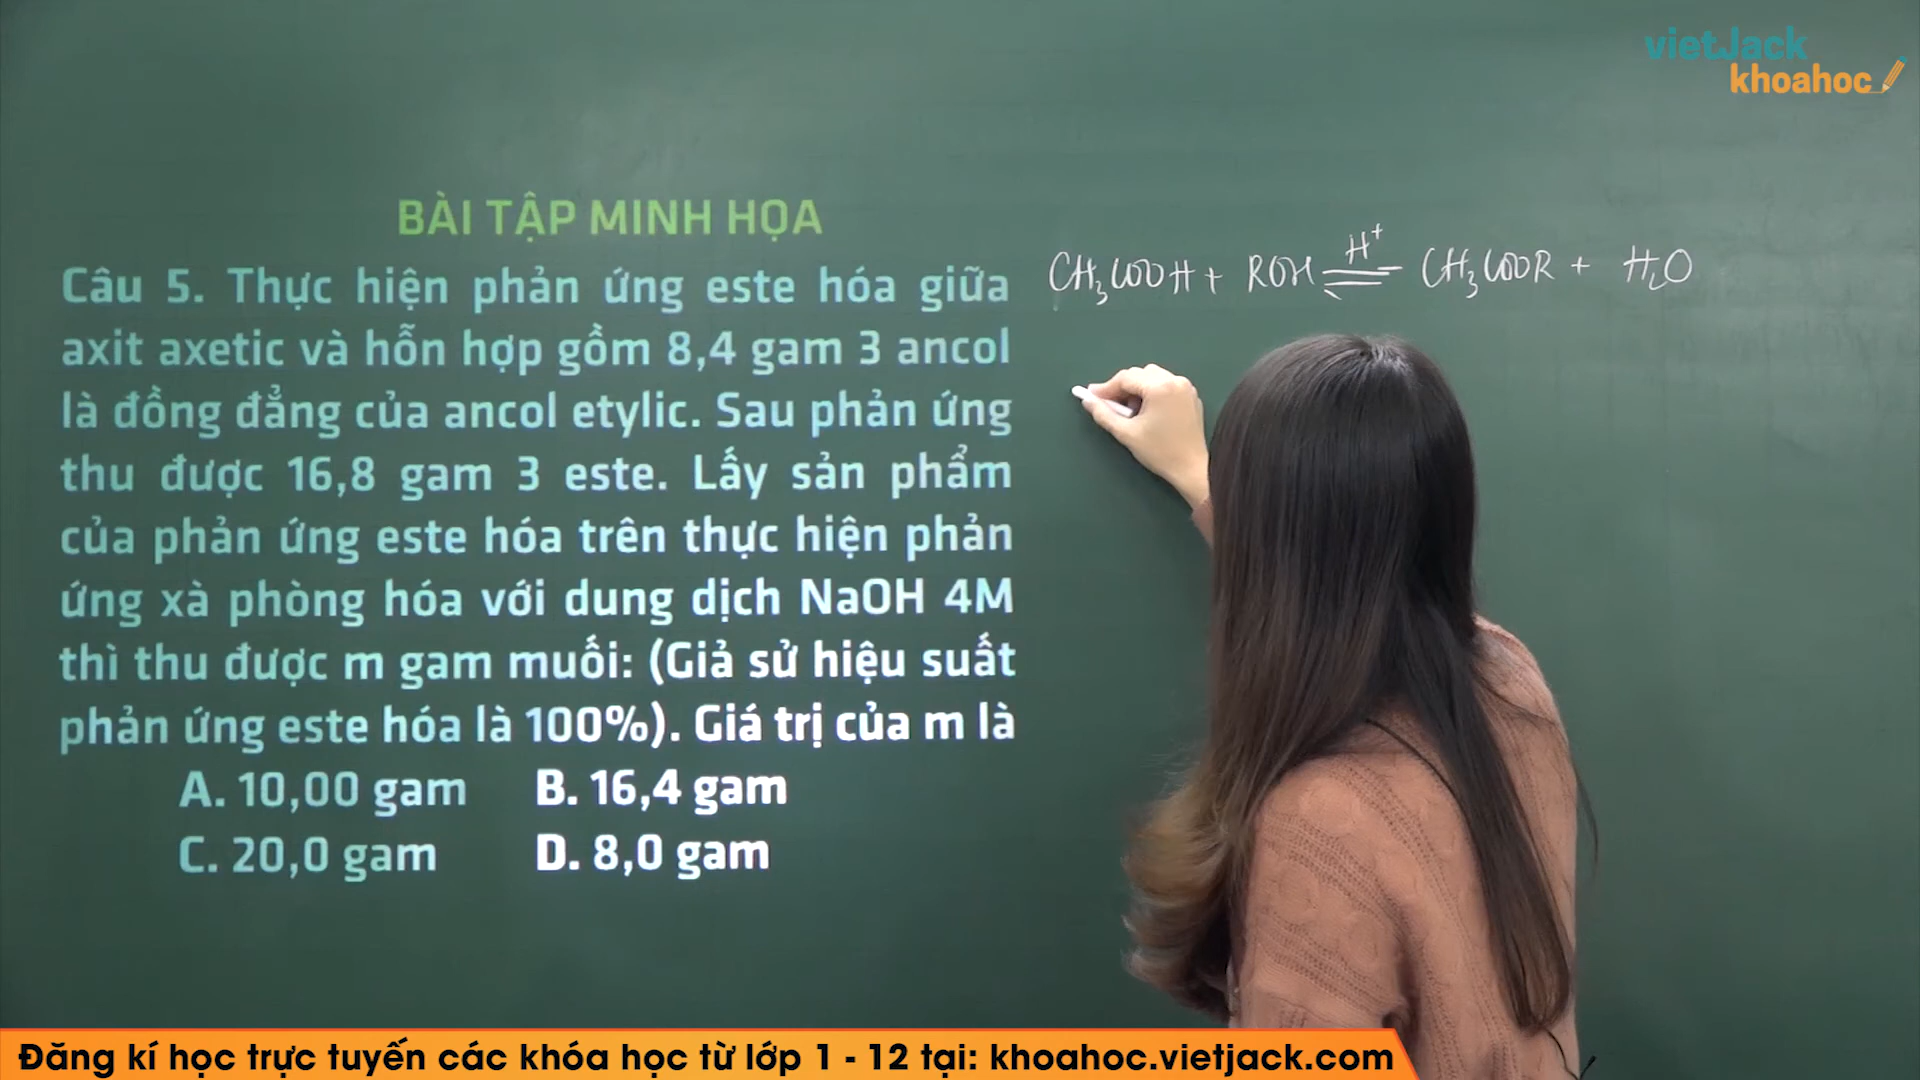 vietJack
khoahoc
BÀI TẬP MINH HỌA
Câu 5. Thực hiện phản ứng este hóa giữa
axit axetic và hỗn hợp gồm 8,4 gam 3 ancol
là đồng đẳng của ancol etylic. Sau phản ứng
thu được 16,8 gam 3 este. Lấy sản phẩm
của phản ứng este hóa trên thực hiện phản
ứng xà phòng hóa với dung dịch NaOH 4M
thì thu được m gam muối: (Giả sử hiệu suất
phản ứng este hóa là 100%). Giá trị của m là
A. 10,00 gam B. 16,4 gam
C. 20,0 gam D. 8,0 gam
CH₃COOH + ROH ⇌ H⁺ CH₃COOR + H₂O
Đăng kí học trực tuyến các khóa học từ lớp 1 - 12 tại: khoahoc.vietjack.com